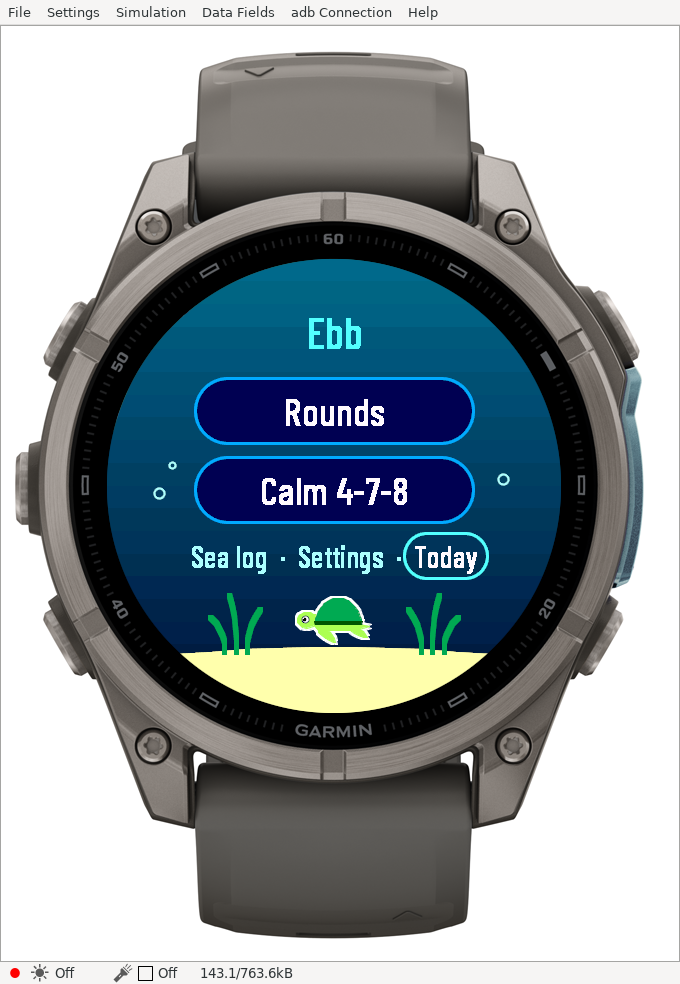 File Settings Simulation Data Fields adb Connection Help
60
50
Ebb
Rounds
Calm 4-7-8
Sea log · Settings · Today
40
20
GARMIN
Off Off 143.1/763.6kB